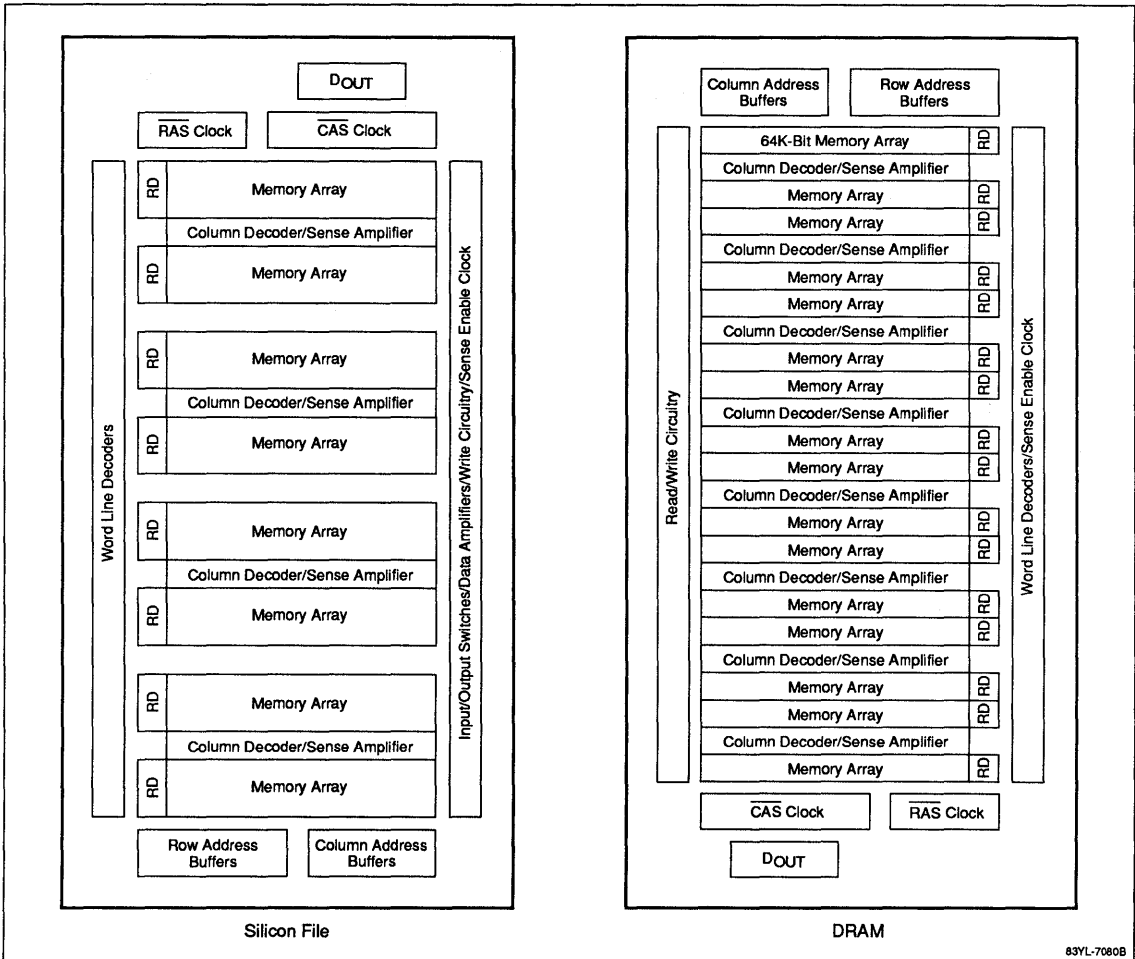 DOUT
RAS Clock
CAS Clock
Word Line Decoders
RD
Memory Array
Column Decoder/Sense Amplifier
RD
Memory Array
RD
Memory Array
Column Decoder/Sense Amplifier
RD
Memory Array
RD
Memory Array
Column Decoder/Sense Amplifier
RD
Memory Array
RD
Memory Array
Column Decoder/Sense Amplifier
RD
Memory Array
Input/Output Switches/Data Amplifiers/Write Circuitry/Sense Enable Clock
Row Address
Buffers
Column Address
Buffers
Silicon File
Column Address
Buffers
Row Address
Buffers
Read/Write Circuitry
64K-Bit Memory Array
RD
Column Decoder/Sense Amplifier
Memory Array
RD
Memory Array
RD
Column Decoder/Sense Amplifier
Memory Array
RD
Memory Array
RD
Column Decoder/Sense Amplifier
Memory Array
RD
Memory Array
RD
Column Decoder/Sense Amplifier
Memory Array
RD
Memory Array
RD
Column Decoder/Sense Amplifier
Memory Array
RD
Memory Array
RD
Column Decoder/Sense Amplifier
Memory Array
RD
Memory Array
RD
Column Decoder/Sense Amplifier
Memory Array
RD
Memory Array
RD
Column Decoder/Sense Amplifier
Memory Array
RD
Word Line Decoders/Sense Enable Clock
CAS Clock
RAS Clock
DOUT
DRAM
83YL-7080B